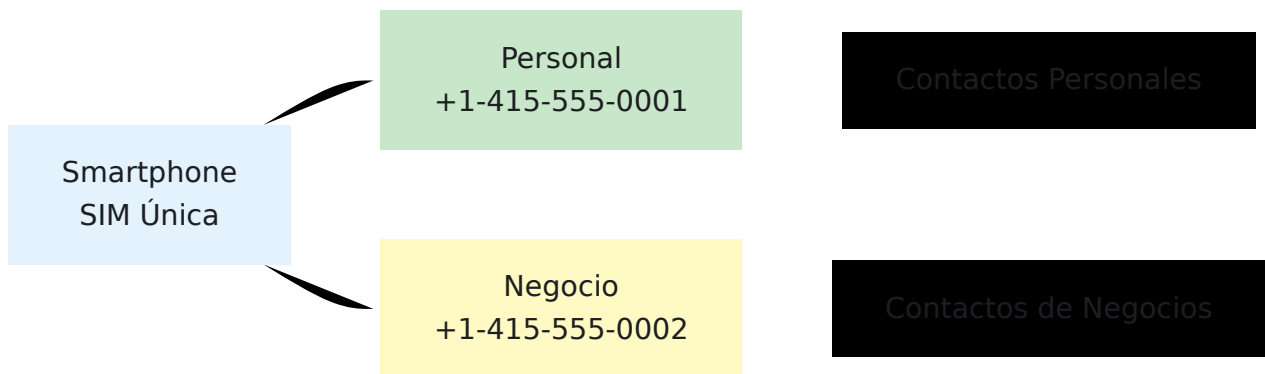 Smartphone
SIM Única
Personal
+1-415-555-0001
Contactos Personales
Negocio
+1-415-555-0002
Contactos de Negocios